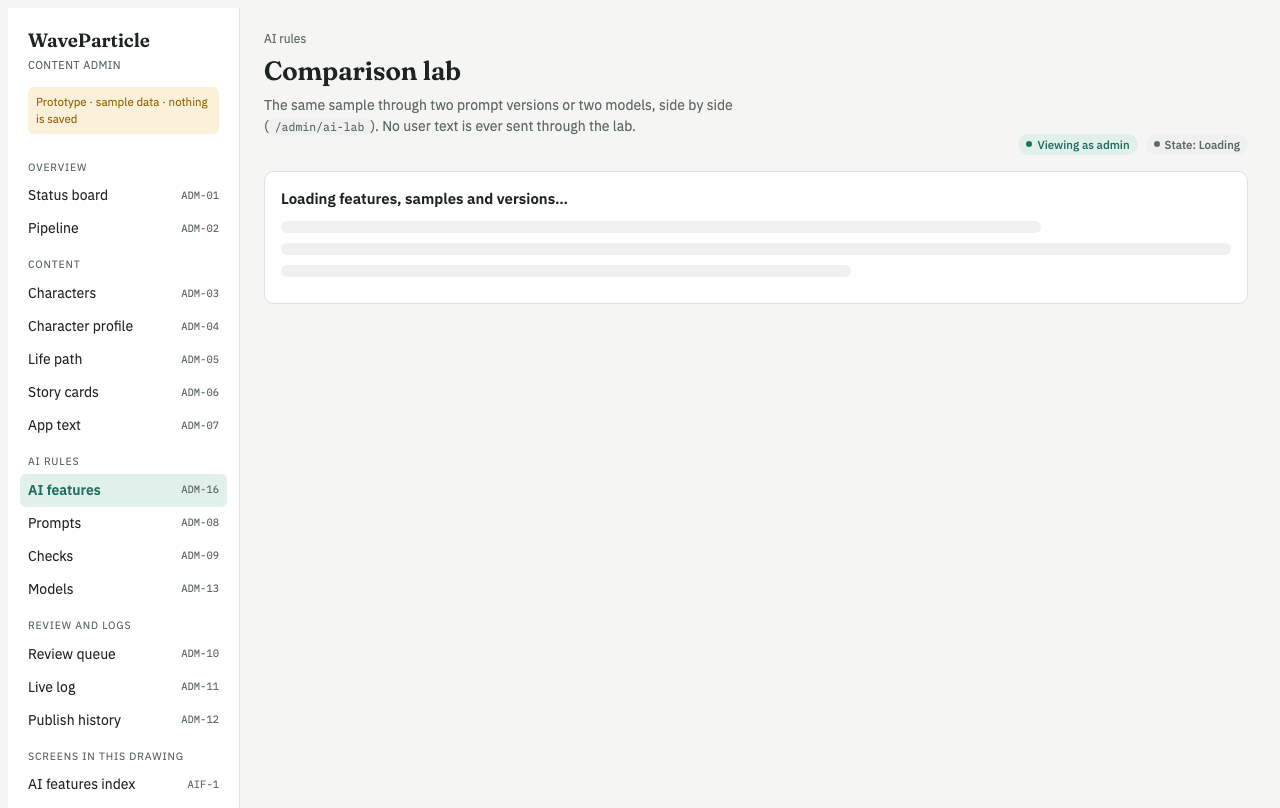 WaveParticle
CONTENT ADMIN
Prototype · sample data · nothing
is saved
OVERVIEW
Status board ADM-01
Pipeline ADM-02
CONTENT
Characters ADM-03
Character profile ADM-04
Life path ADM-05
Story cards ADM-06
App text ADM-07
AI RULES
AI features ADM-16
Prompts ADM-08
Checks ADM-09
Models ADM-13
REVIEW AND LOGS
Review queue ADM-10
Live log ADM-11
Publish history ADM-12
SCREENS IN THIS DRAWING
AI features index AIF-1
AI rules
Comparison lab
The same sample through two prompt versions or two models, side by side
( /admin/ai-lab ). No user text is ever sent through the lab.
Viewing as admin
State: Loading
Loading features, samples and versions…